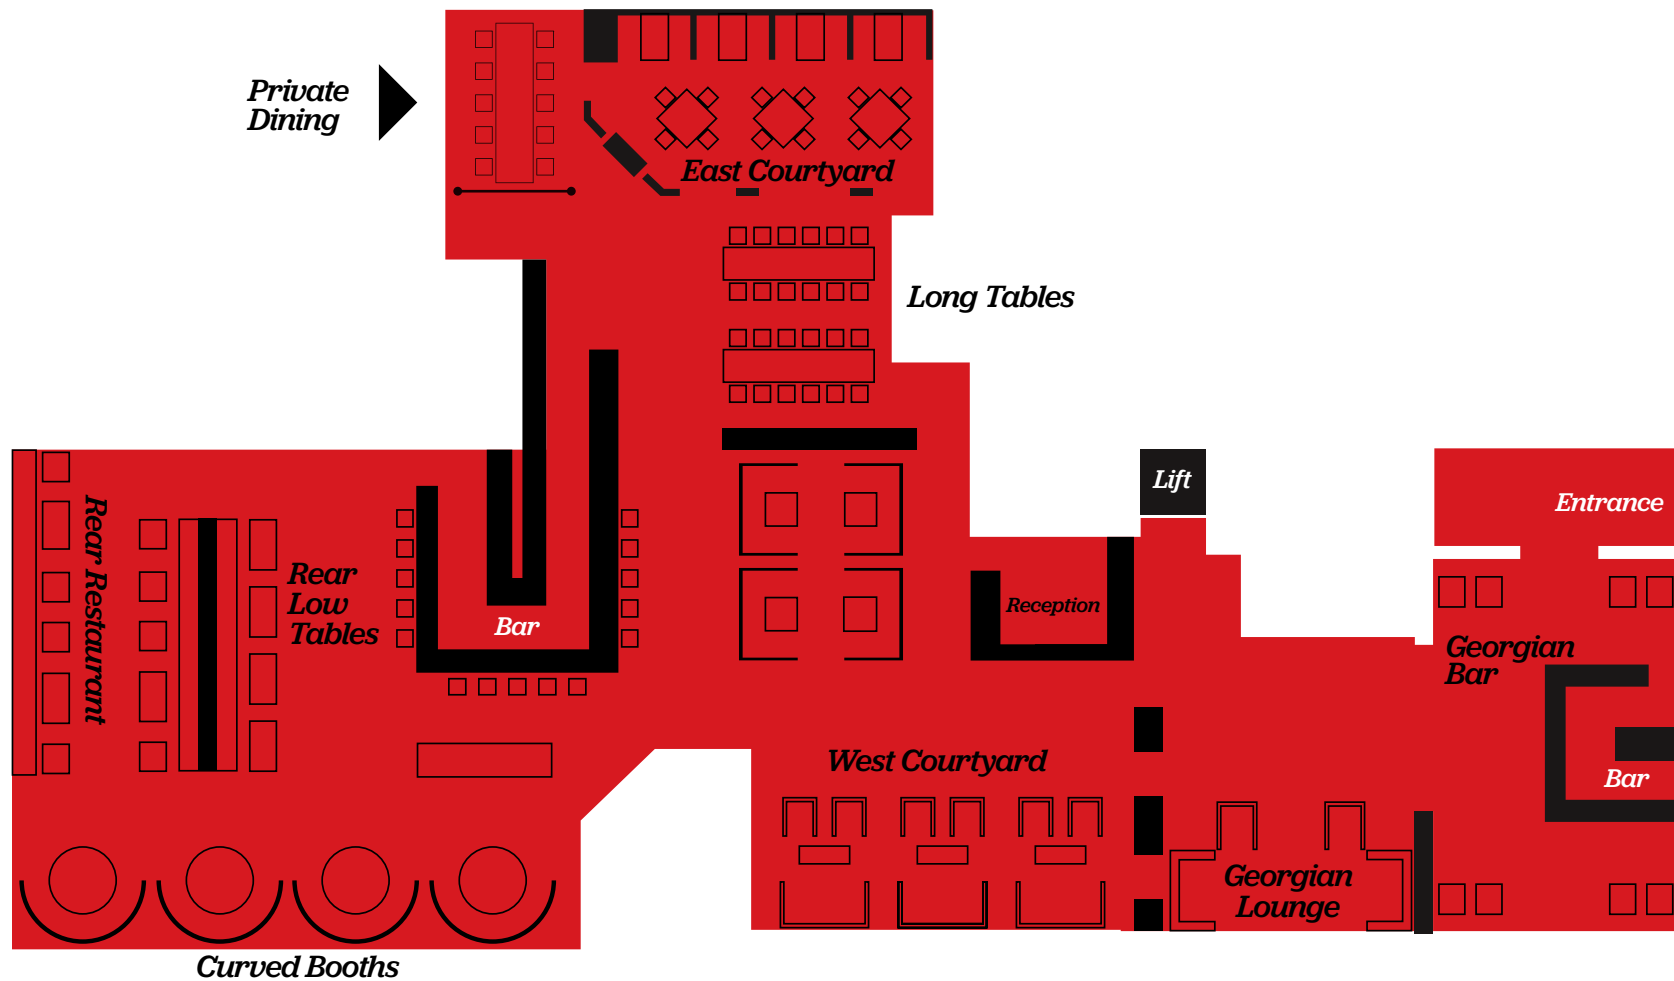 Private
Dining
East Courtyard
Long Tables
Lift
Entrance
Rear Restaurant
Rear
Low
Tables
Bar
Reception
Georgian
Bar
West Courtyard
Bar
Georgian
Lounge
Curved Booths